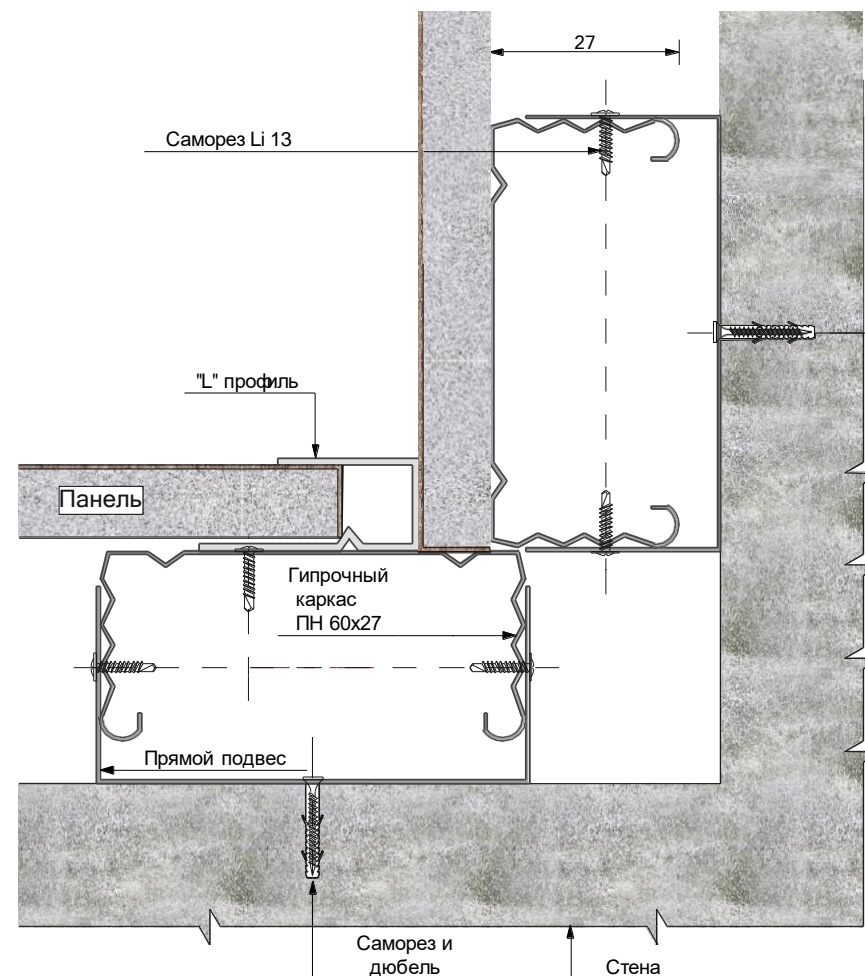 27
Саморез Li 13
"L" профиль
Панель
Гипрочный
каркас
ПН 60х27
Прямой подвес
Саморез и
дюбель
Стена